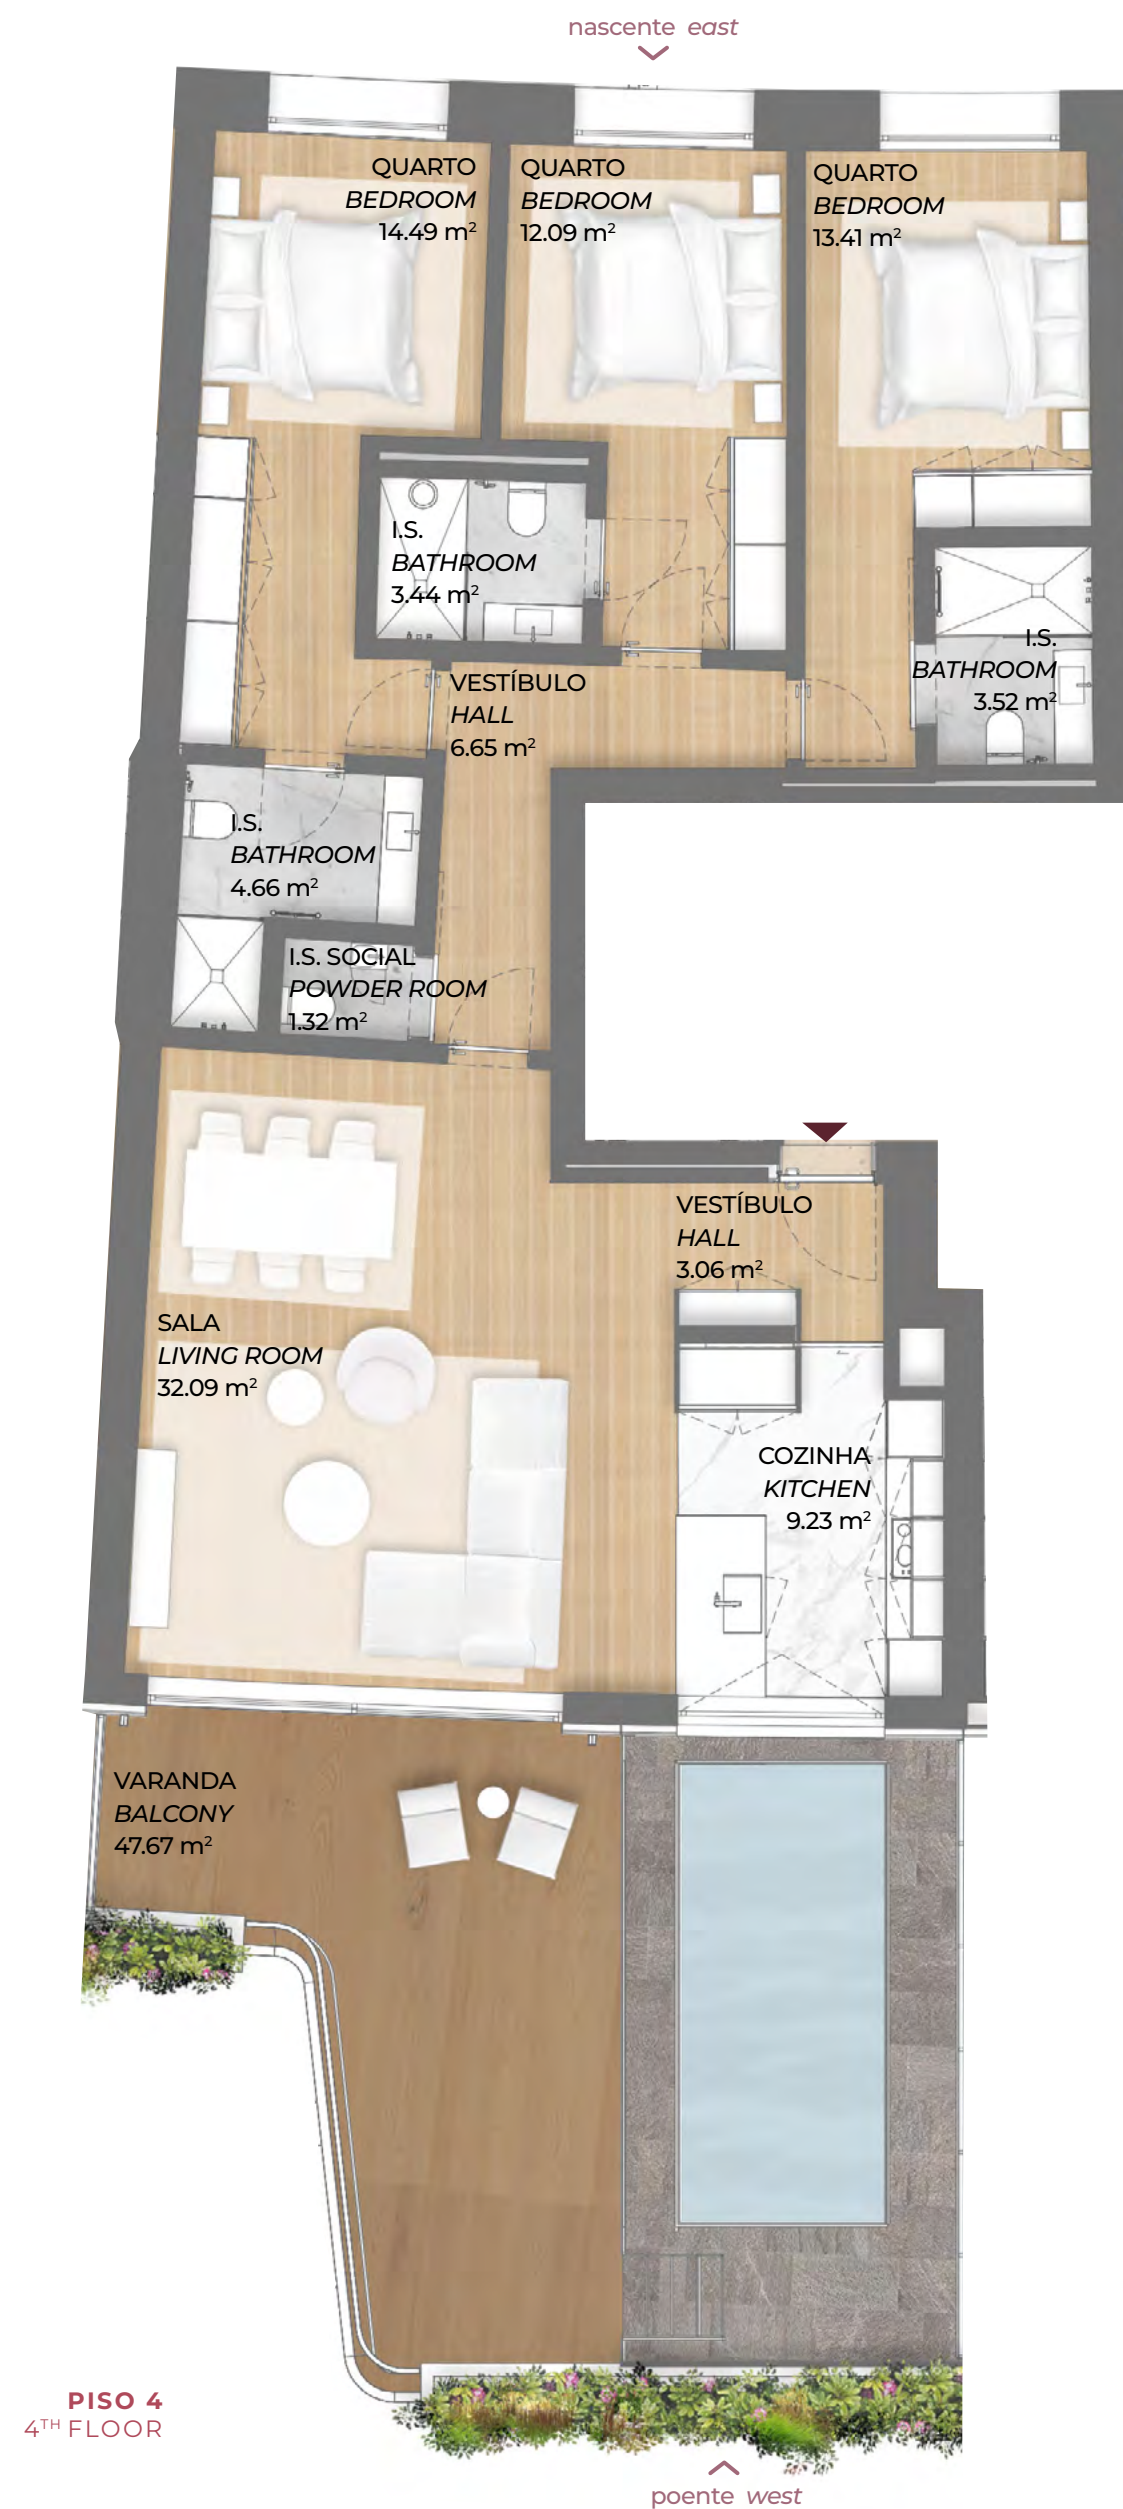 nascente east
QUARTO
BEDROOM
14.49 m²
QUARTO
BEDROOM
12.09 m²
QUARTO
BEDROOM
13.41 m²
I.S.
BATHROOM
3.44 m²
I.S.
BATHROOM
3.52 m²
VESTÍBULO
HALL
6.65 m²
I.S.
BATHROOM
4.66 m²
I.S. SOCIAL
POWDER ROOM
1.32 m²
VESTÍBULO
HALL
3.06 m²
SALA
LIVING ROOM
32.09 m²
COZINHA
KITCHEN
9.23 m²
VARANDA
BALCONY
47.67 m²
PISO 4
4TH FLOOR
poente west